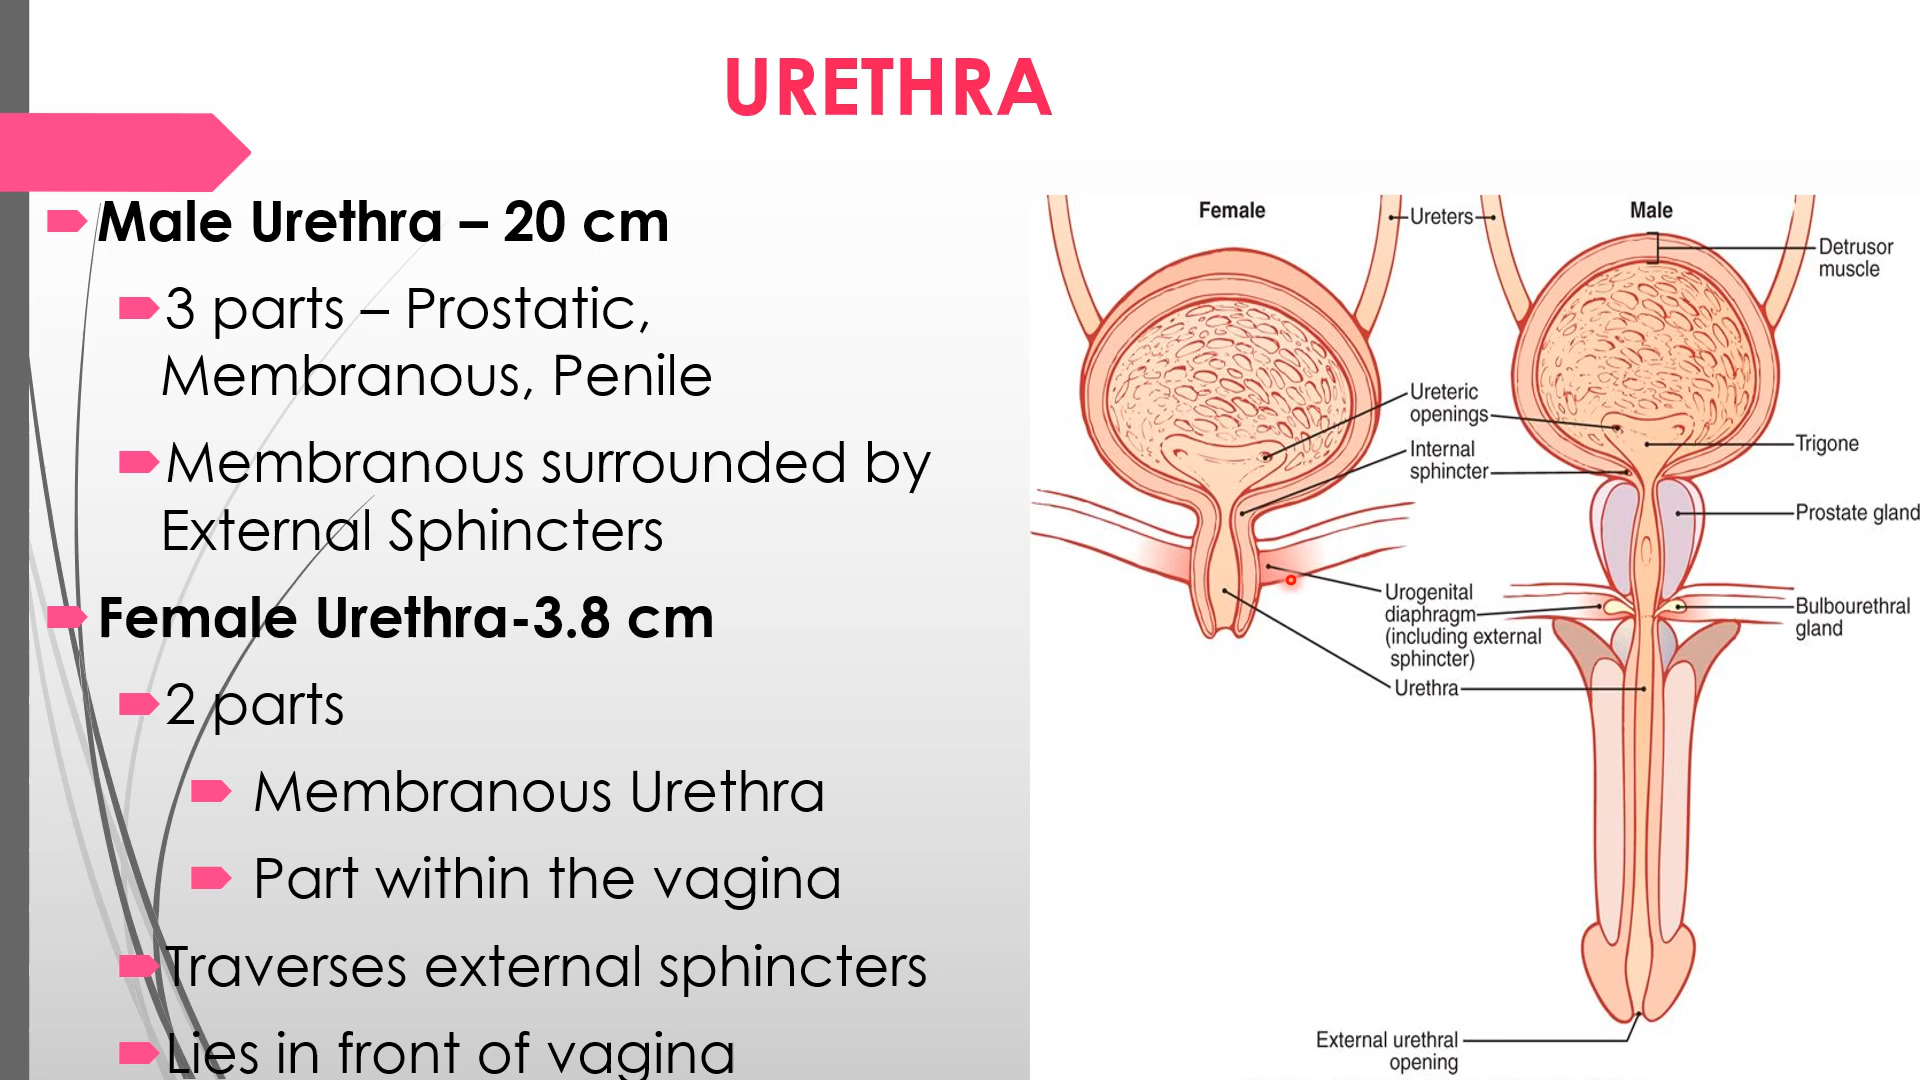 URETHRA
Male Urethra – 20 cm
3 parts – Prostatic,
Membranous, Penile
Membranous surrounded by
External Sphincters
Female Urethra-3.8 cm
2 parts
Membranous Urethra
Part within the vagina
Traverses external sphincters
Lies in front of vagina
Female
Ureters
Male
Detrusor
muscle
Ureteric
openings
Internal
sphincter
Trigone
Prostate gland
Urogenital
diaphragm
(including external
sphincter)
Bulbourethral
gland
Urethra
External urethral
opening